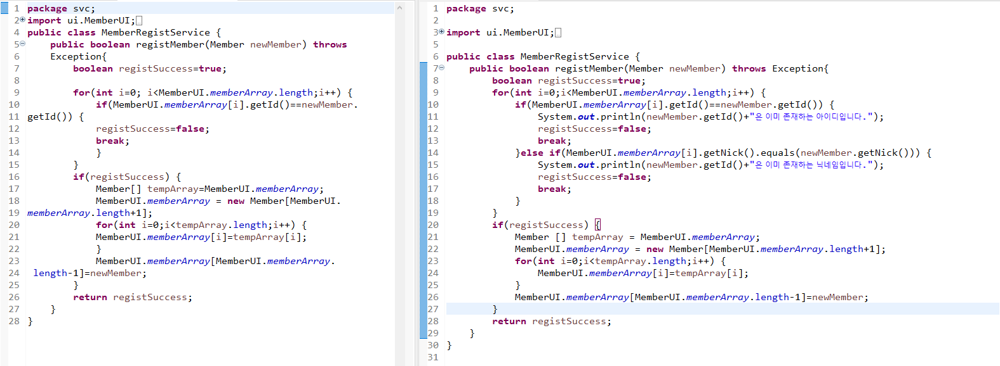 1 package svc;
2 import ui.MemberUI;
4 public class MemberRegistService {
5 public boolean registMember(Member newMember) throws
6 Exception{
7 boolean registSuccess=true;
8
9 for(int i=0; i<MemberUI.memberArray.length;i++) {
10 if(MemberUI.memberArray[i].getId()==newMember.
11 getId()) {
12 registSuccess=false;
13 break;
14 }
15 }
16 if(registSuccess) {
17 Member[] tempArray=MemberUI.memberArray;
18 MemberUI.memberArray = new Member[MemberUI.
19 memberArray.length+1];
20 for(int i=0;i<tempArray.length;i++) {
21 MemberUI.memberArray[i]=tempArray[i];
22 }
23 MemberUI.memberArray[MemberUI.memberArray.
24 length-1]=newMember;
25 }
26 return registSuccess;
27 }
28 }
1 package svc;
2
3 import ui.MemberUI;
5
6 public class MemberRegistService {
7 public boolean registMember(Member newMember) throws Exception{
8 boolean registSuccess=true;
9 for(int i=0;i<MemberUI.memberArray.length;i++) {
10 if(MemberUI.memberArray[i].getId()==newMember.getId()) {
11 System.out.println(newMember.getId()+"은 이미 존재하는 아이디입니다.");
12 registSuccess=false;
13 break;
14 }else if(MemberUI.memberArray[i].getNick().equals(newMember.getNick())) {
15 System.out.println(newMember.getId()+"은 이미 존재하는 닉네임입니다.");
16 registSuccess=false;
17 break;
18 }
19 }
20 if(registSuccess) {
21 Member [] tempArray = MemberUI.memberArray;
22 MemberUI.memberArray = new Member[MemberUI.memberArray.length+1];
23 for(int i=0;i<tempArray.length;i++) {
24 MemberUI.memberArray[i]=tempArray[i];
25 }
26 MemberUI.memberArray[MemberUI.memberArray.length-1]=newMember;
27 }
28 return registSuccess;
29 }
30 }
31